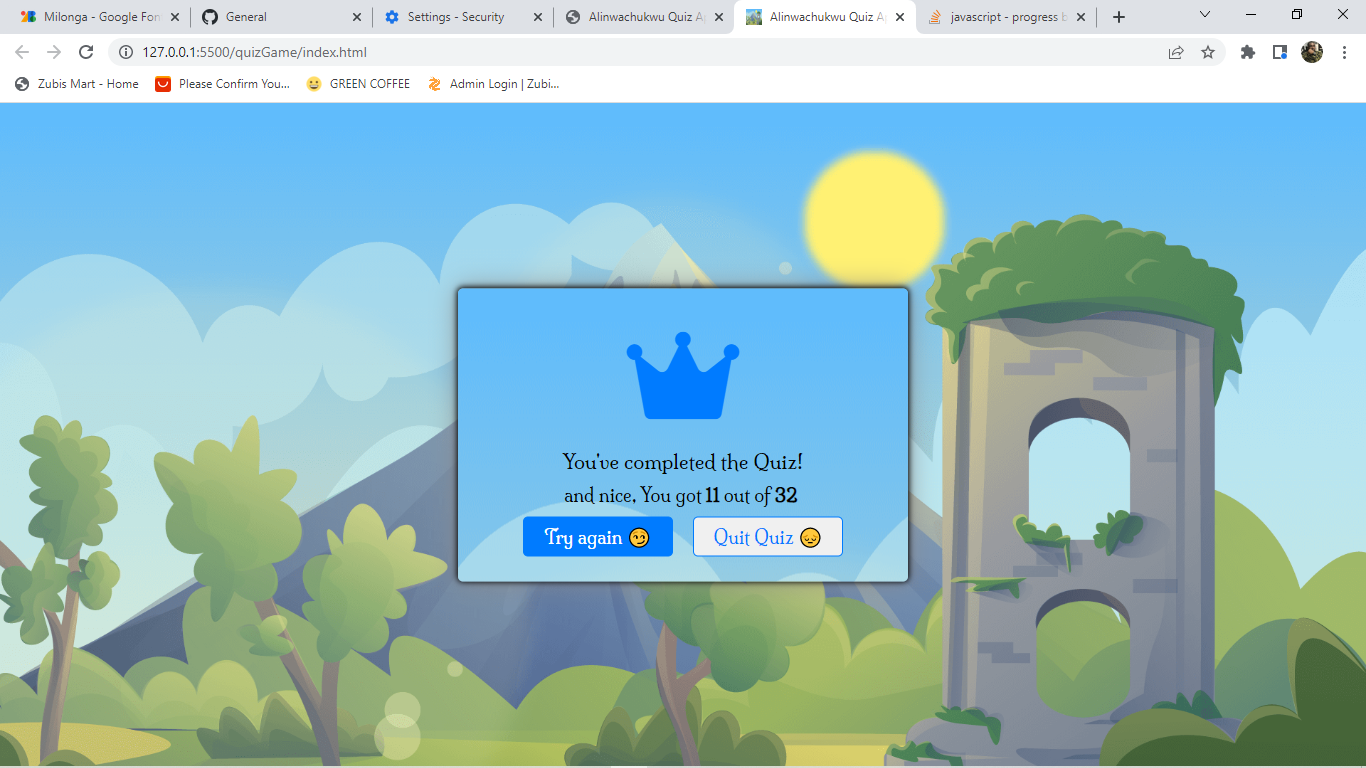 Milonga - Google Fon
General
Settings - Security
Alinwachukwu Quiz Ap
Alinwachukwu Quiz Ap
javascript - progress b
127.0.0.1:5500/quizGame/index.html
Zubis Mart - Home
Please Confirm You...
GREEN COFFEE
Admin Login | Zubi...
You've completed the Quiz!
and nice, You got 11 out of 32
Try again 😏
Quit Quiz 😔